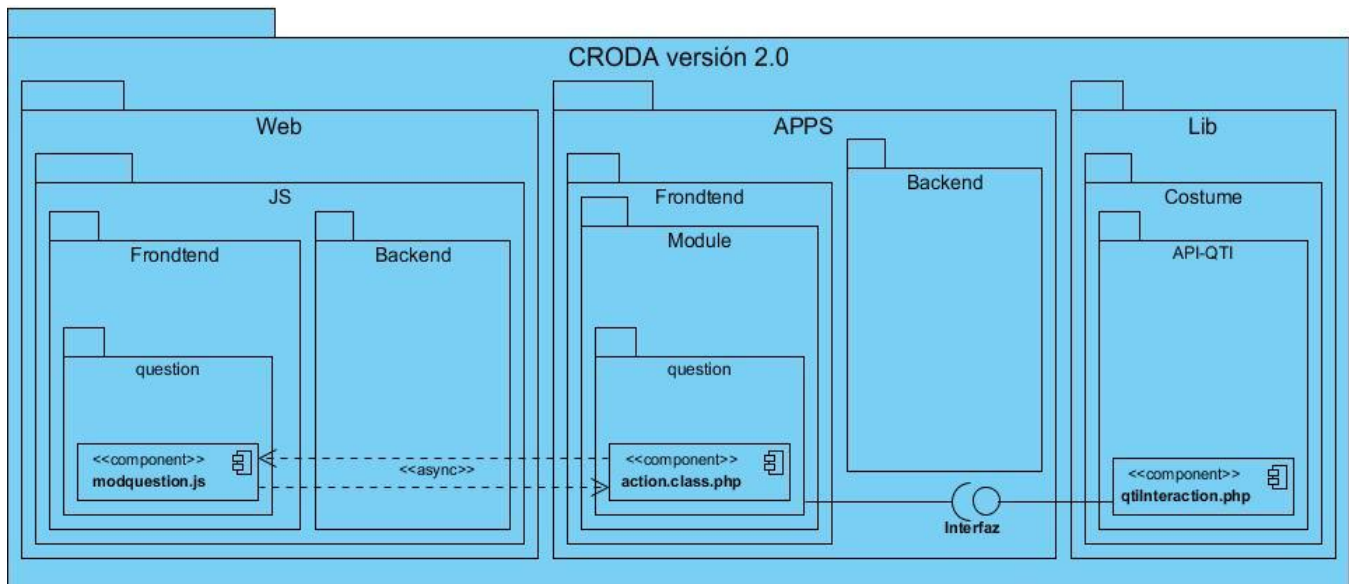 CRODA versión 2.0
Web
JS
Frondtend
question
<<component>>
modquestion.js
Backend
<<async>>
APPS
Frondtend
Module
question
<<component>>
action.class.php
Backend
Interfaz
Lib
Costume
API-QTI
<<component>>
qtiInteraction.php